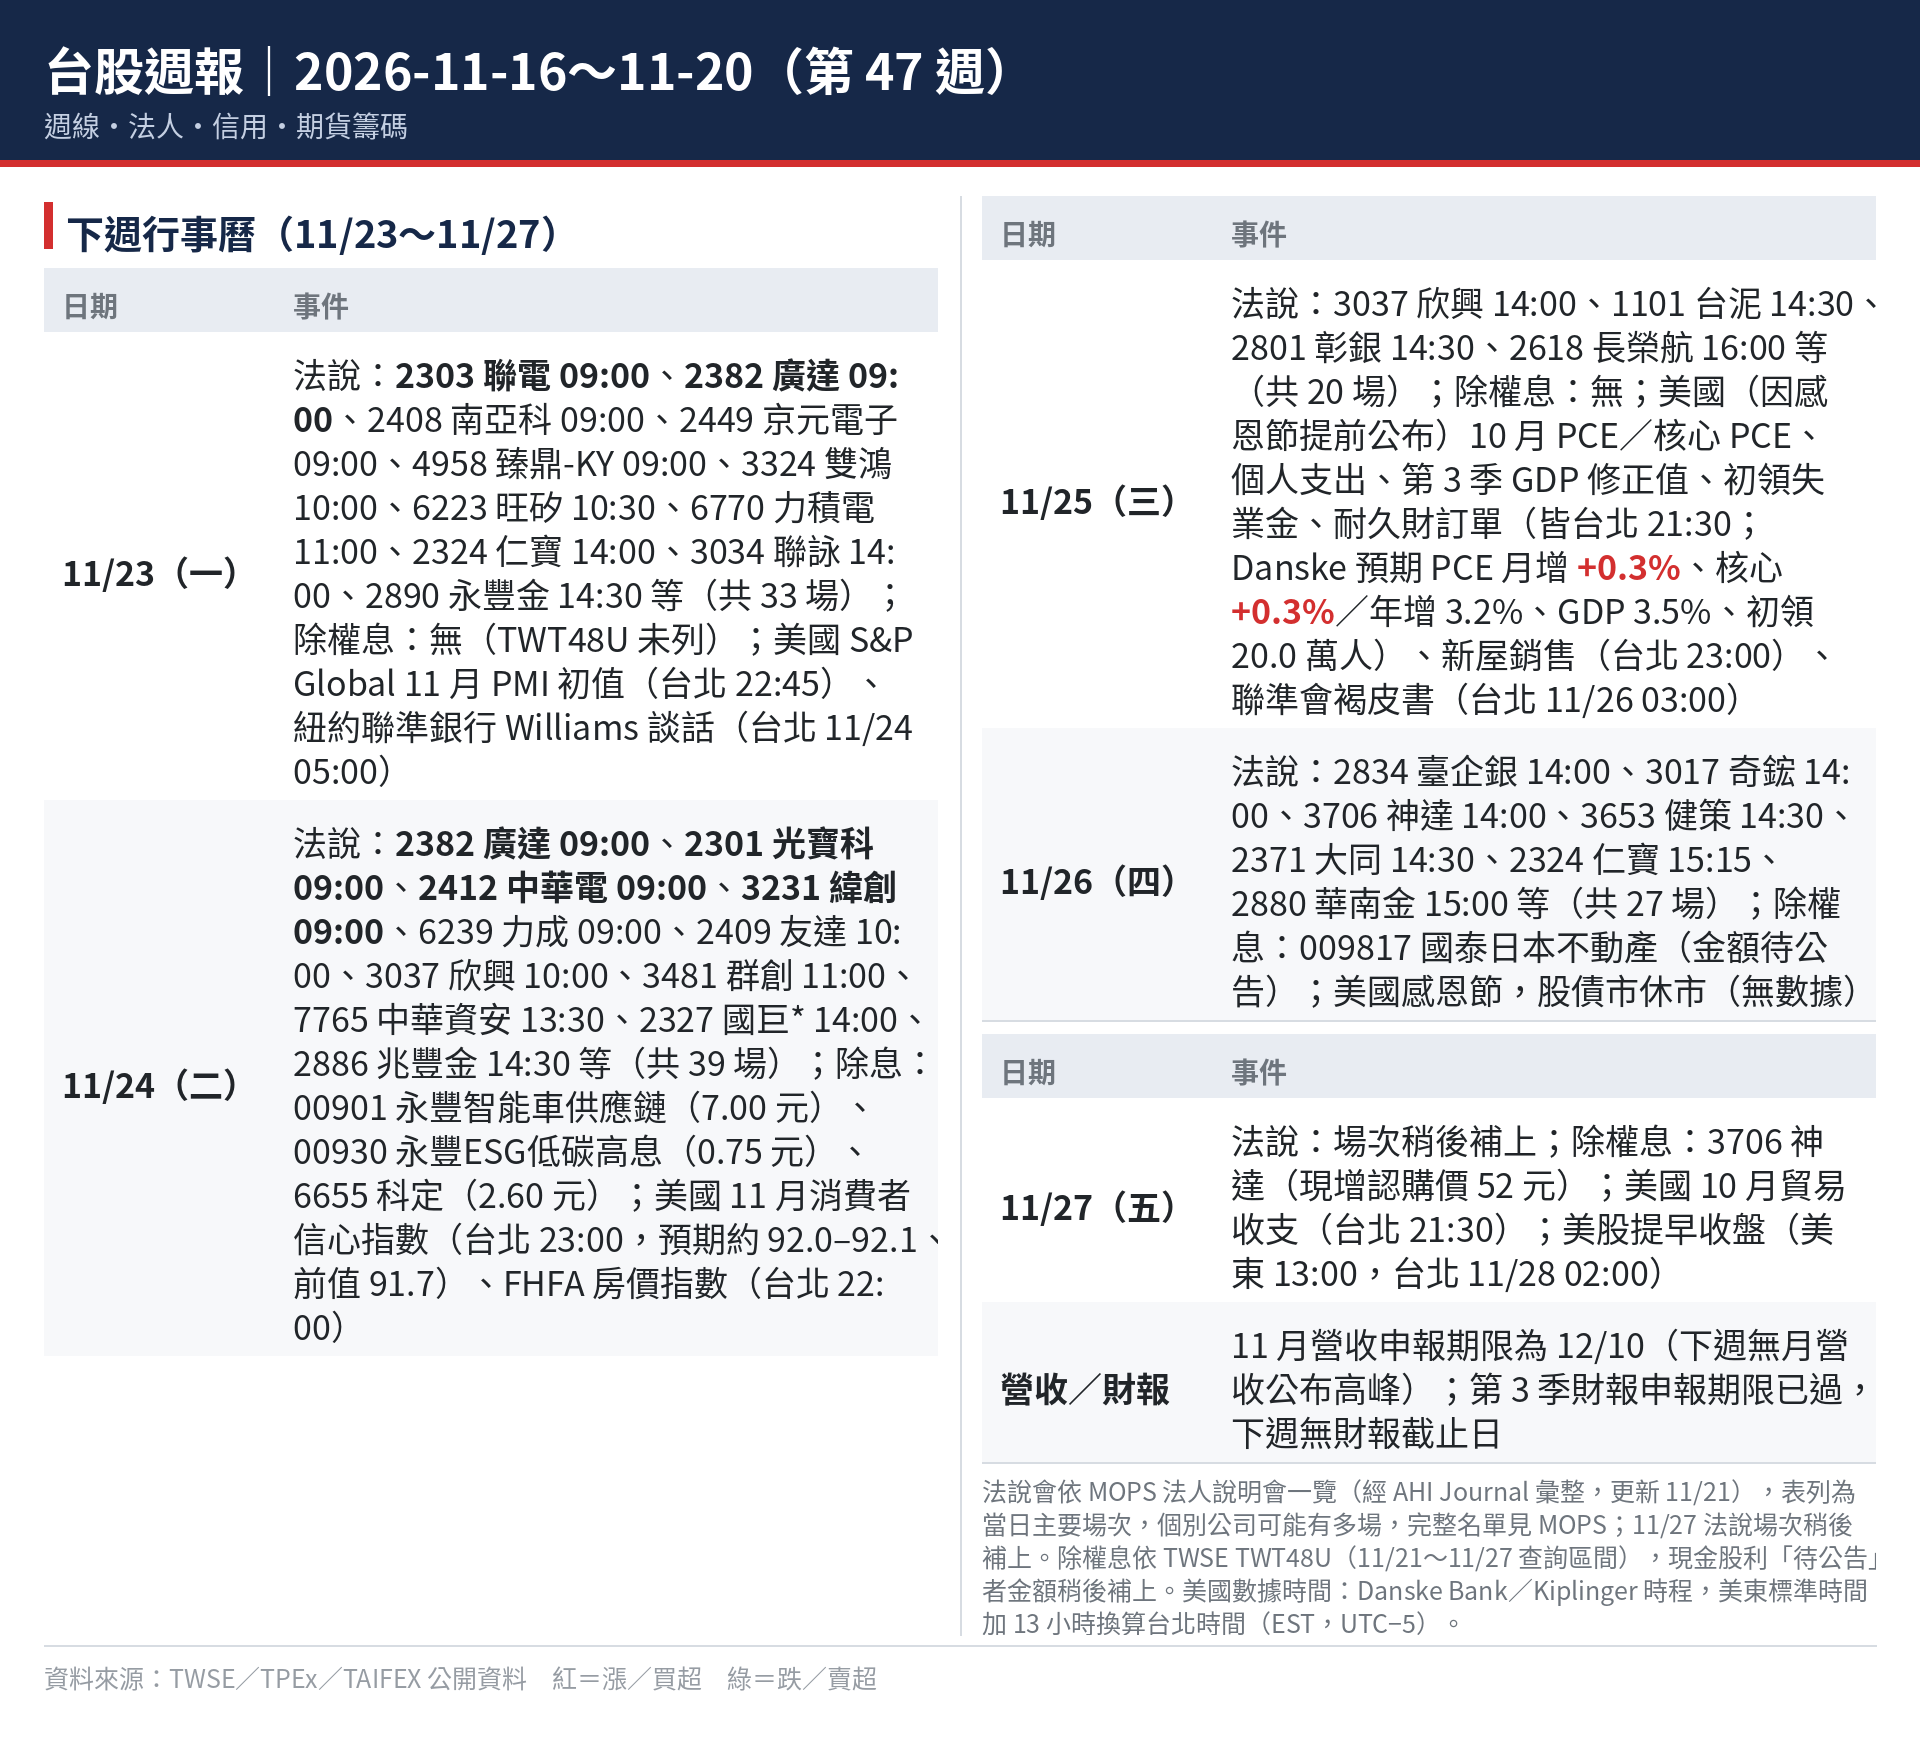 台股週報｜2026-11-16～11-20（第 47 週）
週線・法人・信用・期貨籌碼
下週行事曆（11/23～11/27）
日期 事件
11/23（一）
法說：2303 聯電 09:00、2382 廣達 09:
00、2408 南亞科 09:00、2449 京元電子
09:00、4958 臻鼎-KY 09:00、3324 雙鴻
10:00、6223 旺矽 10:30、6770 力積電
11:00、2324 仁寶 14:00、3034 聯詠 14:
00、2890 永豐金 14:30 等（共 33 場）；
除權息：無（TWT48U 未列）；美國 S&P
Global 11 月 PMI 初值（台北 22:45）、
紐約聯準銀行 Williams 談話（台北 11/24
05:00）
11/24（二）
法說：2382 廣達 09:00、2301 光寶科
09:00、2412 中華電 09:00、3231 緯創
09:00、6239 力成 09:00、2409 友達 10:
00、3037 欣興 10:00、3481 群創 11:00、
7765 中華資安 13:30、2327 國巨* 14:00、
2886 兆豐金 14:30 等（共 39 場）；除息：
00901 永豐智能車供應鏈（7.00 元）、
00930 永豐ESG低碳高息（0.75 元）、
6655 科定（2.60 元）；美國 11 月消費者
信心指數（台北 23:00，預期約 92.0–92.1、
前值 91.7）、FHFA 房價指數（台北 22:
00）
日期 事件
11/25（三）
法說：3037 欣興 14:00、1101 台泥 14:30、
2801 彰銀 14:30、2618 長榮航 16:00 等
（共 20 場）；除權息：無；美國（因感
恩節提前公布）10 月 PCE／核心 PCE、
個人支出、第 3 季 GDP 修正值、初領失
業金、耐久財訂單（皆台北 21:30；
Danske 預期 PCE 月增 +0.3%、核心
+0.3%／年增 3.2%、GDP 3.5%、初領
20.0 萬人）、新屋銷售（台北 23:00）、
聯準會褐皮書（台北 11/26 03:00）
11/26（四）
法說：2834 臺企銀 14:00、3017 奇鋐 14:
00、3706 神達 14:00、3653 健策 14:30、
2371 大同 14:30、2324 仁寶 15:15、
2880 華南金 15:00 等（共 27 場）；除權
息：009817 國泰日本不動產（金額待公
告）；美國感恩節，股債市休市（無數據）
日期 事件
11/27（五）
法說：場次稍後補上；除權息：3706 神
達（現增認購價 52 元）；美國 10 月貿易
收支（台北 21:30）；美股提早收盤（美
東 13:00，台北 11/28 02:00）
營收／財報
11 月營收申報期限為 12/10（下週無月營
收公布高峰）；第 3 季財報申報期限已過，
下週無財報截止日
法說會依 MOPS 法人說明會一覽（經 AHI Journal 彙整，更新 11/21），表列為
當日主要場次，個別公司可能有多場，完整名單見 MOPS；11/27 法說場次稍後
補上。除權息依 TWSE TWT48U（11/21～11/27 查詢區間），現金股利「待公告」
者金額稍後補上。美國數據時間：Danske Bank／Kiplinger 時程，美東標準時間
加 13 小時換算台北時間（EST，UTC−5）。
資料來源：TWSE／TPEx／TAIFEX 公開資料　紅＝漲／買超　綠＝跌／賣超